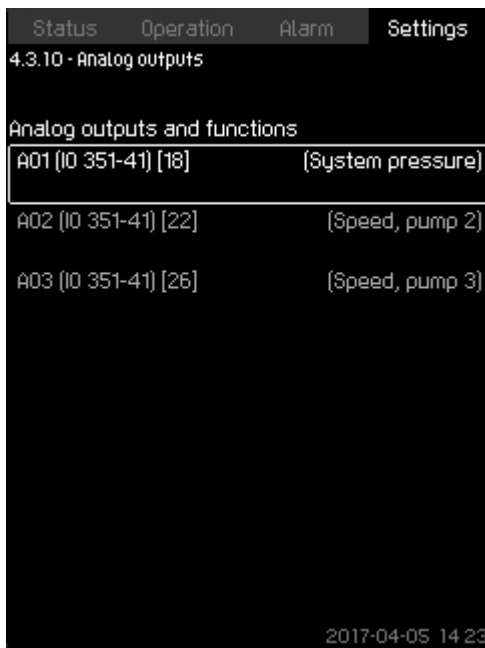 Status Operation Alarm Settings
4.3.10 - Analog outputs
Analog outputs and functions
AO1 (IO 351-41) [18] (System pressure)
AO2 (IO 351-41) [22] (Speed, pump 2)
AO3 (IO 351-41) [26] (Speed, pump 3)
2017-04-05 14:23